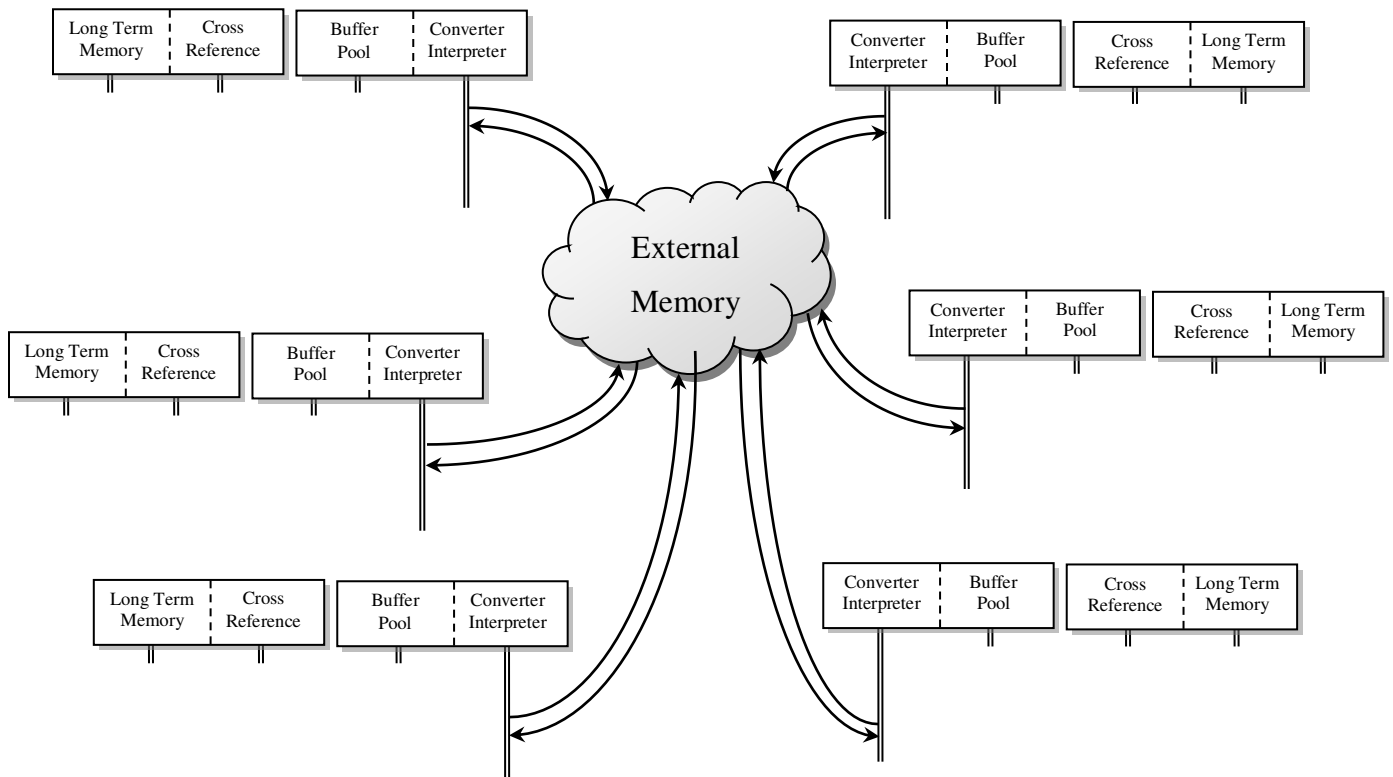 Long Term
Memory
Cross
Reference
Buffer
Pool
Converter
Interpreter
Converter
Interpreter
Buffer
Pool
Cross
Reference
Long Term
Memory
External
Memory
Long Term
Memory
Cross
Reference
Buffer
Pool
Converter
Interpreter
Converter
Interpreter
Buffer
Pool
Cross
Reference
Long Term
Memory
Long Term
Memory
Cross
Reference
Buffer
Pool
Converter
Interpreter
Converter
Interpreter
Buffer
Pool
Cross
Reference
Long Term
Memory